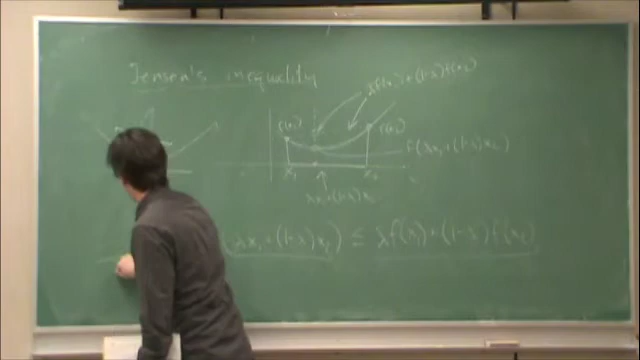 Jensen's inequality
λf(x₁)+(1-λ)f(x₂)
f(x₁)
f(x₂)
f(λx₁+(1-λ)x₂)
x₁ x₂
λx₁+(1-λ)x₂
(λx₁+(1-λ)x₂) ≤ λf(x₁)+(1-λ)f(x₂)